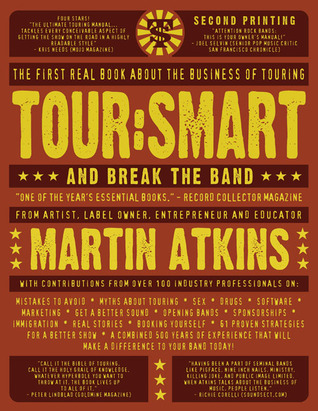 FOUR STARS!
"THE ULTIMATE TOURING MANUAL...
TACKLES EVERY CONCEIVABLE ASPECT OF
GETTING THE SHOW ON THE ROAD IN A HIGHLY
READABLE STYLE"
- KRIS NEEDS (MOJO MAGAZINE)
SECOND PRINTING
"ATTENTION ROCK BANDS:
THIS IS YOUR OWNER'S MANUAL!"
- JOEL SELVIN (SENIOR POP MUSIC CRITIC
SAN FRANCISCO CHRONICLE)
THE FIRST REAL BOOK ABOUT THE BUSINESS OF TOURING
TOUR:SMART
★ ★ ★ AND BREAK THE BAND ★ ★ ★
"ONE OF THE YEAR'S ESSENTIAL BOOKS." - RECORD COLLECTOR MAGAZINE
FROM ARTIST, LABEL OWNER, ENTREPRENEUR AND EDUCATOR
MARTIN ATKINS
WITH CONTRIBUTIONS FROM OVER 100 INDUSTRY PROFESSIONALS ON:
MISTAKES TO AVOID * MYTHS ABOUT TOURING * SEX * DRUGS * SOFTWARE *
MARKETING * GET A BETTER SOUND * OPENING BANDS * SPONSORSHIPS *
IMMIGRATION * REAL STORIES * BOOKING YOURSELF * 61 PROVEN STRATEGIES
FOR A BETTER SHOW * A COMBINED 500 YEARS OF EXPERIENCE THAT WILL
MAKE A DIFFERENCE TO YOUR BAND TODAY!
"CALL IT THE BIBLE OF TOURING,
CALL IT THE HOLY GRAIL OF KNOWLEDGE,
WHATEVER HYPERBOLE YOU WANT TO
THROW AT IT, THE BOOK LIVES UP
TO ALL OF IT."
- PETER LINDBLAD (GOLDMINE MAGAZINE)
"HAVING BEEN A PART OF SEMINAL BANDS
LIKE PIGFACE, NINE INCH NAILS, MINISTRY,
KILLING JOKE, AND PUBLIC IMAGE LIMITED,
WHEN ATKINS TALKS ABOUT THE BUSINESS OF
MUSIC, PEOPLE LISTEN."
- RICHIE CORELLI (SOUNDSECT.COM)